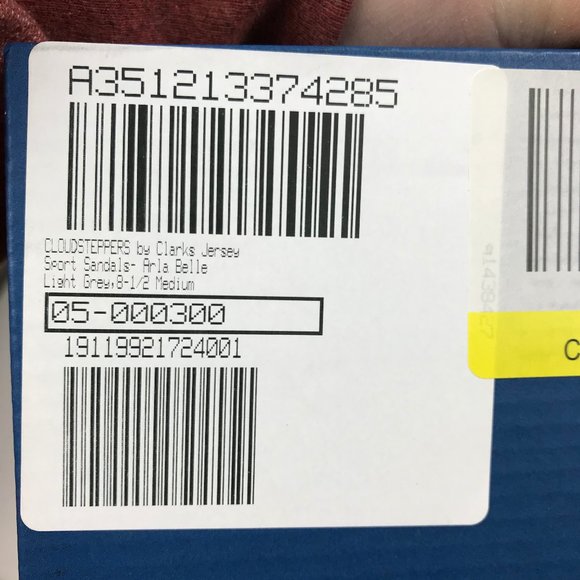 A351213374285
CLOUDSTEPPERS by Clarks Jersey
Sport Sandals- Arla Belle
Light Grey,8-1/2 Medium
05-000300
19119921724001
C